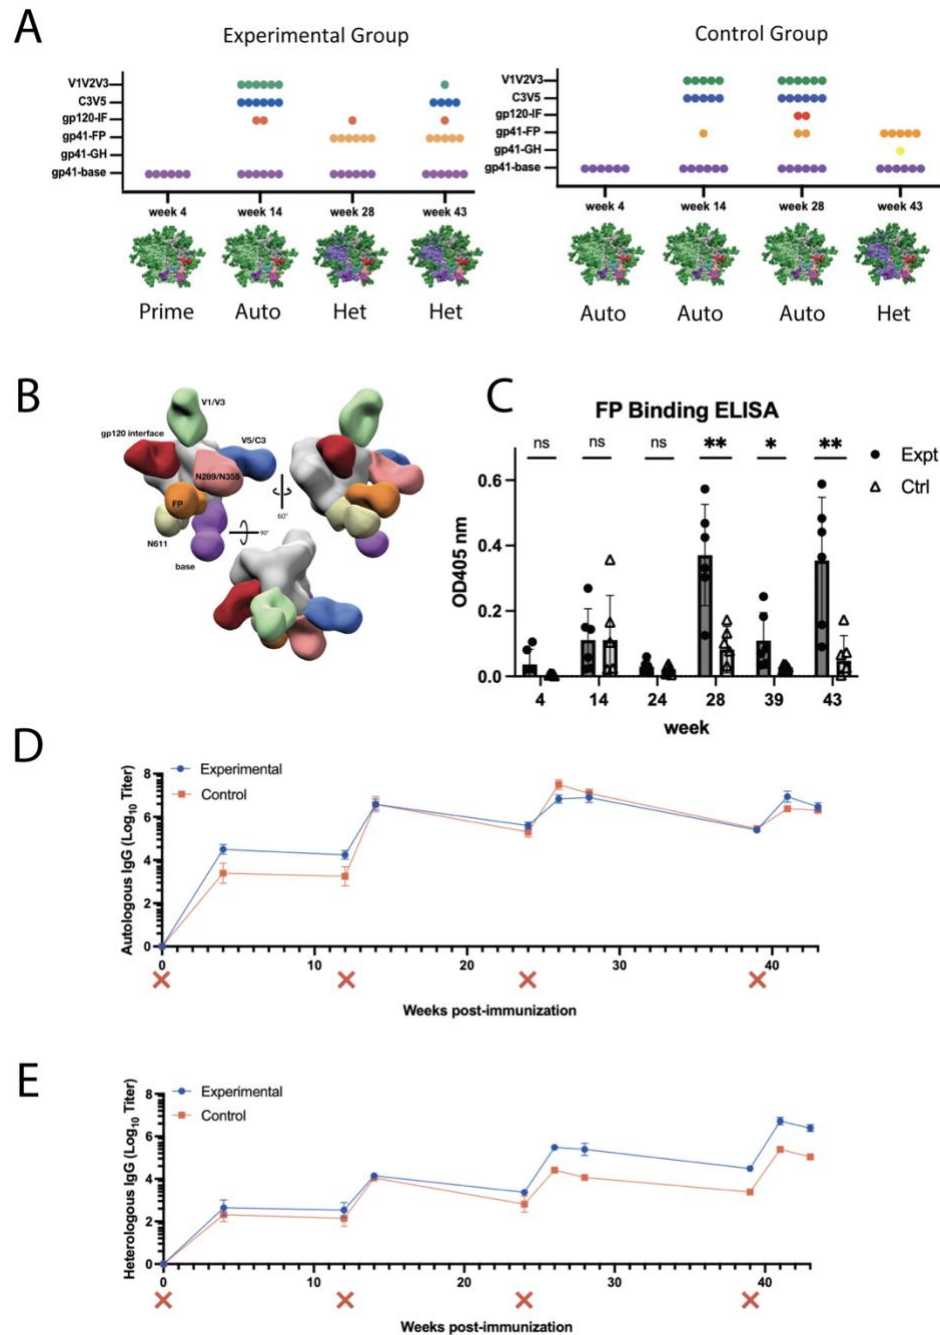 A
Experimental Group
V1V2V3
C3V5
gp120-IF
gp41-FP
gp41-GH
gp41-base
week 4 week 14 week 28 week 43
Prime Auto Het Het
Control Group
V1V2V3
C3V5
gp120-IF
gp41-FP
gp41-GH
gp41-base
week 4 week 14 week 28 week 43
Auto Auto Auto Het
B
V1/V3
gp120 interface
V5/C3
N289/N355
FP
N611
base
60°
90°
C
FP Binding ELISA
ns ns ns ** * **
Expt
Ctrl
OD405 nm
0.6
0.4
0.2
0.0
4 14 24 28 39 43
week
D
Experimental
Control
Autologous IgG (Log10 Titer)
8
6
4
2
0
0 10 20 30 40
Weeks post-immunization
E
Experimental
Control
Heterologous IgG (Log10 Titer)
8
6
4
2
0
0 10 20 30 40
Weeks post-immunization